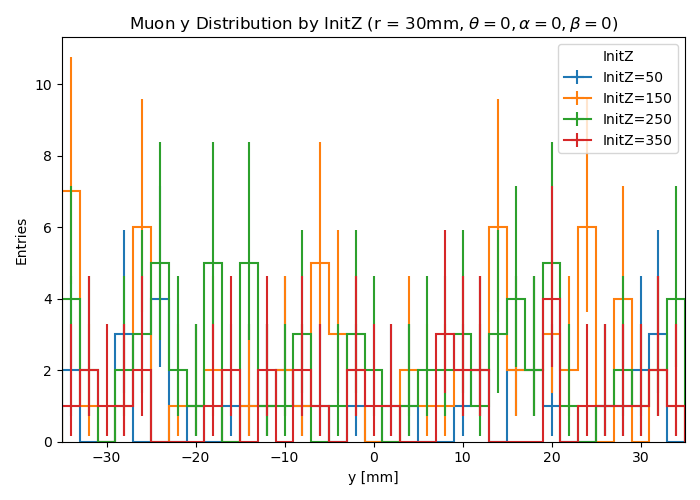 Muon y Distribution by InitZ (r = 30mm, θ = 0, α = 0, β = 0)
Entries
10
8
6
4
2
0
InitZ
InitZ=50
InitZ=150
InitZ=250
InitZ=350
−30 −20 −10 0 10 20 30
y [mm]